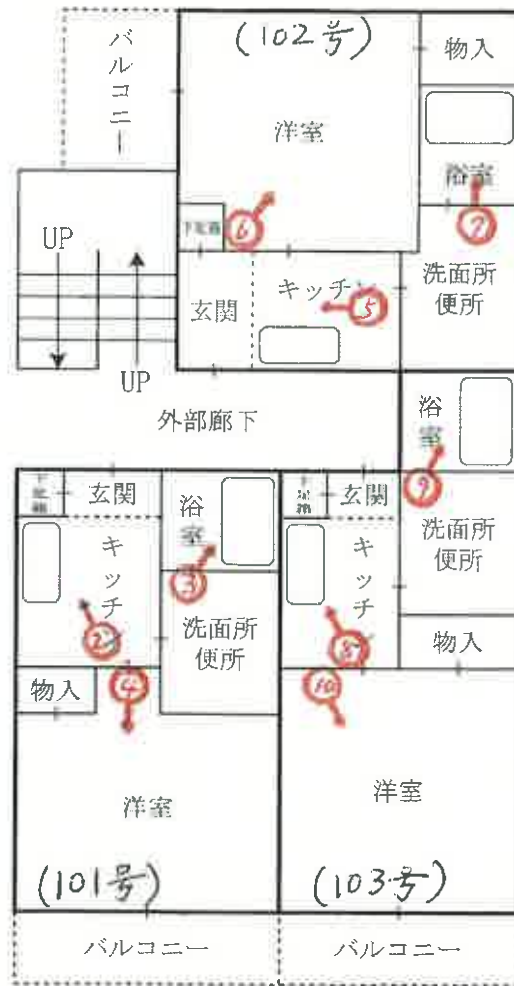 (102号)
バルコニー
物入
洋室
浴室
⑦
下足箱
⑥
UP
洗面所
便所
玄関
キッチン
⑤
UP
外部廊下
浴室
⑨
下足箱
玄関
浴室
下足箱
玄関
洗面所
便所
キッチン
③
キッチン
②
洗面所
便所
⑧
物入
物入
④
⑩
洋室
洋室
(101号)
(103号)
バルコニー
バルコニー